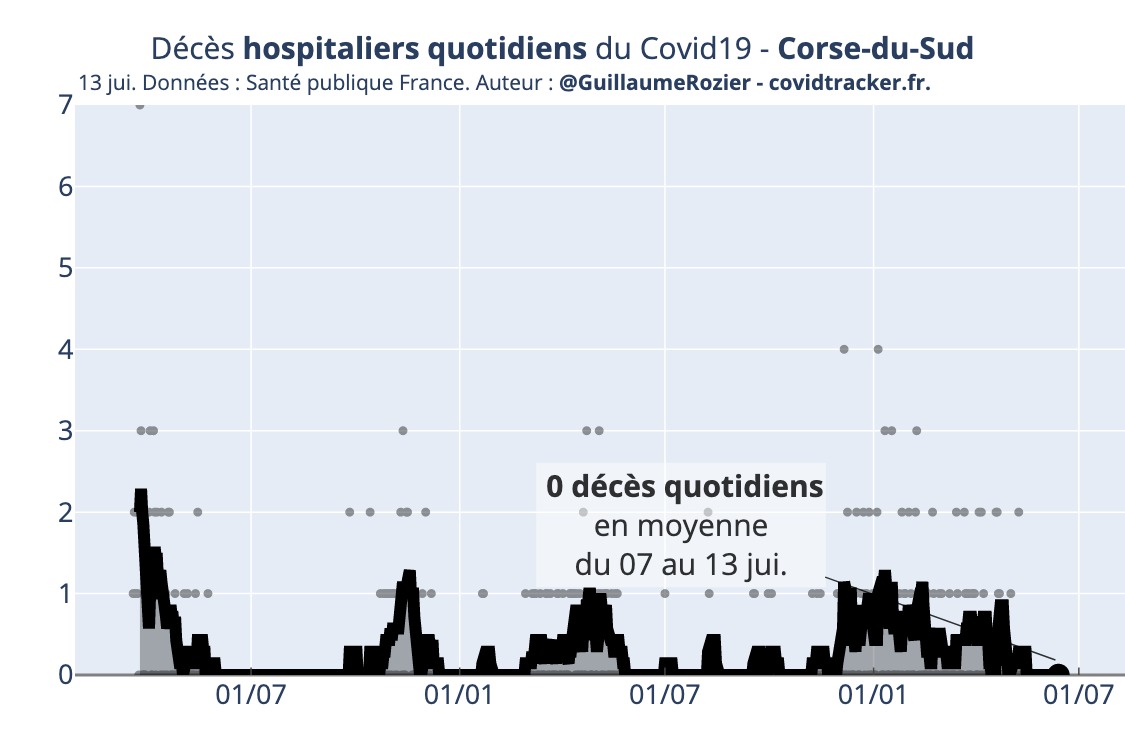 Décès hospitaliers quotidiens du Covid19 - Corse-du-Sud
13 jui. Données : Santé publique France. Auteur : @GuillaumeRozier - covidtracker.fr.
7
6
5
4
3
2
1
0
0 décès quotidiens
en moyenne
du 07 au 13 jui.
01/07 01/01 01/07 01/01 01/07